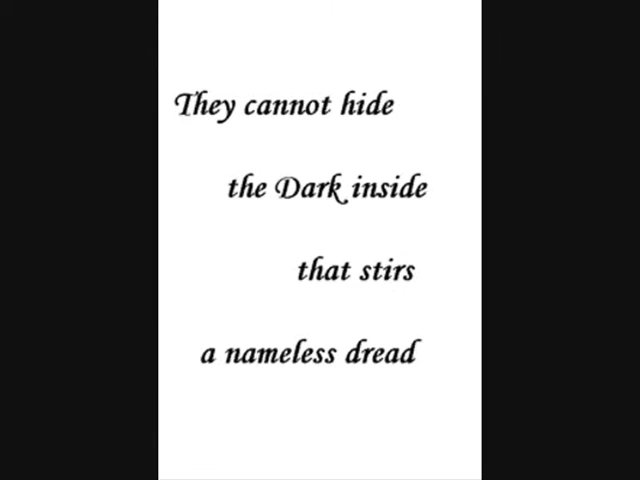 They cannot hide
the Dark inside
that stirs
a nameless dread